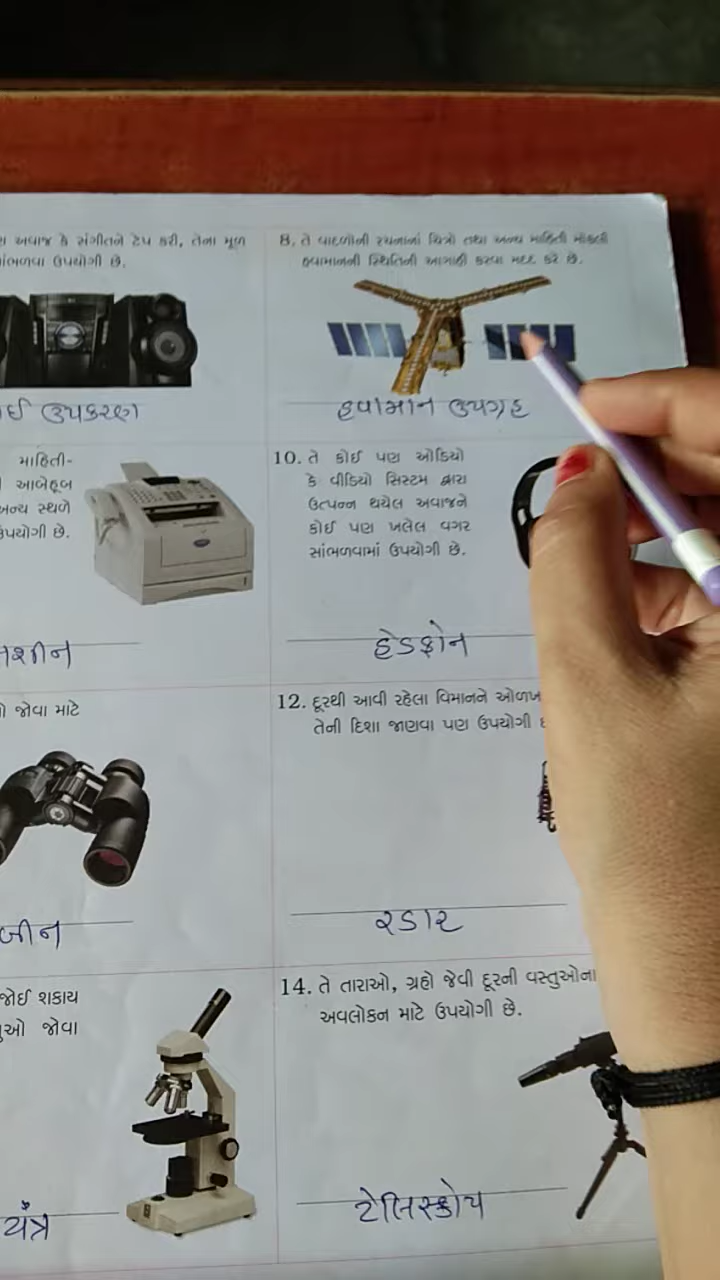 અવાજ કે સંગીતને ટેપ કરી, તેના મૂળ
સાંભળવા ઉપયોગી છે.
ઉપકરણ
8. તે વાદળોની રચનાનાં ચિત્રો તથા અન્ય માહિતી મોકલી
હવામાનની સ્થિતિની આગાહી કરવા મદદ કરે છે.
હવામાન ઉપગ્રહ
માહિતી-
આબેહૂબ
અન્ય સ્થળે
ઉપયોગી છે.
મશીન
10. તે કોઈ પણ ઓડિયો
કે વીડિયો સિસ્ટમ દ્વારા
ઉત્પન્ન થયેલ અવાજને
કોઈ પણ ખલેલ વગર
સાંભળવામાં ઉપયોગી છે.
હેડફોન
જોવા માટે
12. દૂરથી આવી રહેલા વિમાનને
તેની દિશા જાણવા પણ ઉપયોગી
રડાર
જોઈ શકાય
જોવા
યંત્ર
14. તે તારાઓ, ગ્રહો જેવી દૂરની વસ્તુઓના
અવલોકન માટે ઉપયોગી છે.
ટેલિસ્કોપ